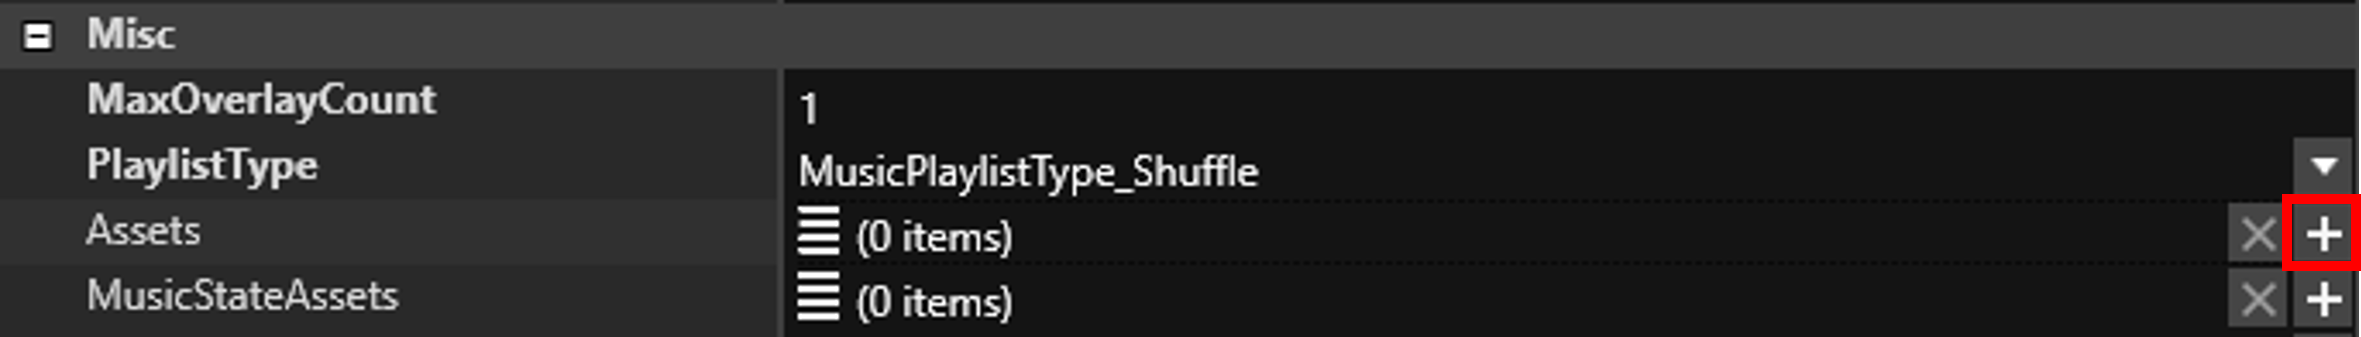 Misc
MaxOverlayCount 1
PlaylistType MusicPlaylistType_Shuffle
Assets (0 items)
MusicStateAssets (0 items)